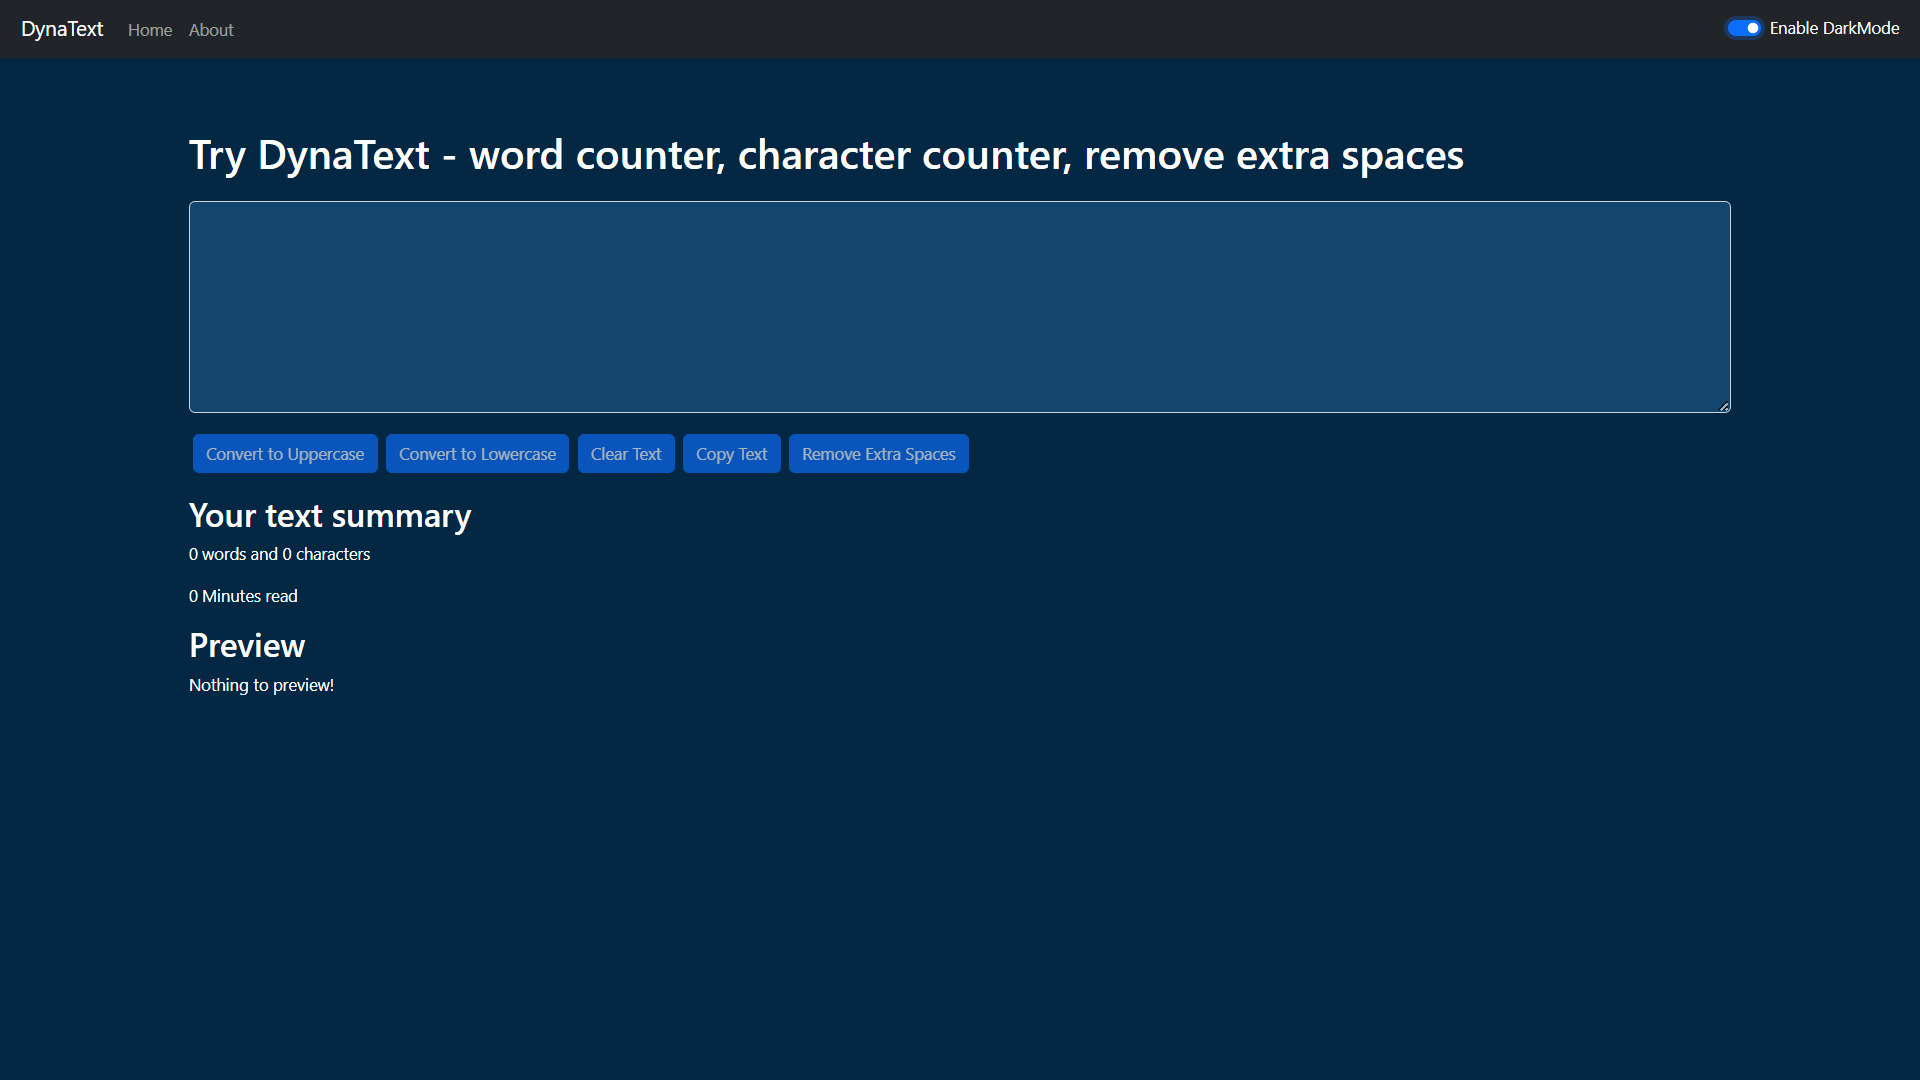 DynaText Home About Enable DarkMode
Try DynaText - word counter, character counter, remove extra spaces
Convert to Uppercase Convert to Lowercase Clear Text Copy Text Remove Extra Spaces
Your text summary
0 words and 0 characters
0 Minutes read
Preview
Nothing to preview!